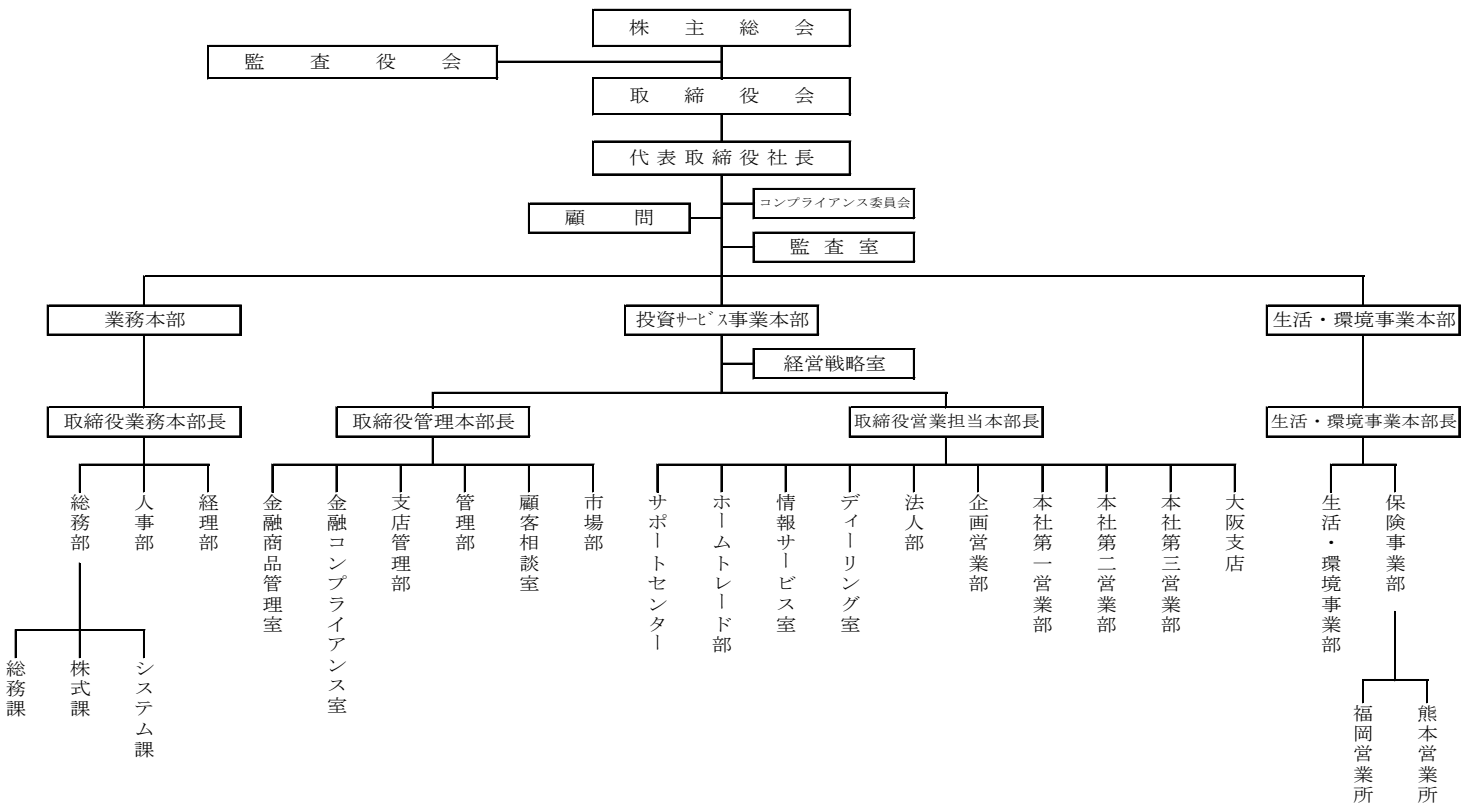 株主総会
監査役会
取締役会
代表取締役社長
コンプライアンス委員会
顧問
監査室
業務本部
投資ｻｰﾋﾞｽ事業本部
生活・環境事業本部
経営戦略室
取締役業務本部長
取締役管理本部長
取締役営業担当本部長
生活・環境事業本部長
総務部
人事部
経理部
金融商品管理室
金融コンプライアンス室
支店管理部
管理部
顧客相談室
市場部
サポートセンター
ホームトレード部
情報サービス室
ディーリング室
法人部
企画営業部
本社第一営業部
本社第二営業部
本社第三営業部
大阪支店
生活・環境事業部
保険事業部
総務課
株式課
システム課
福岡営業所
熊本営業所